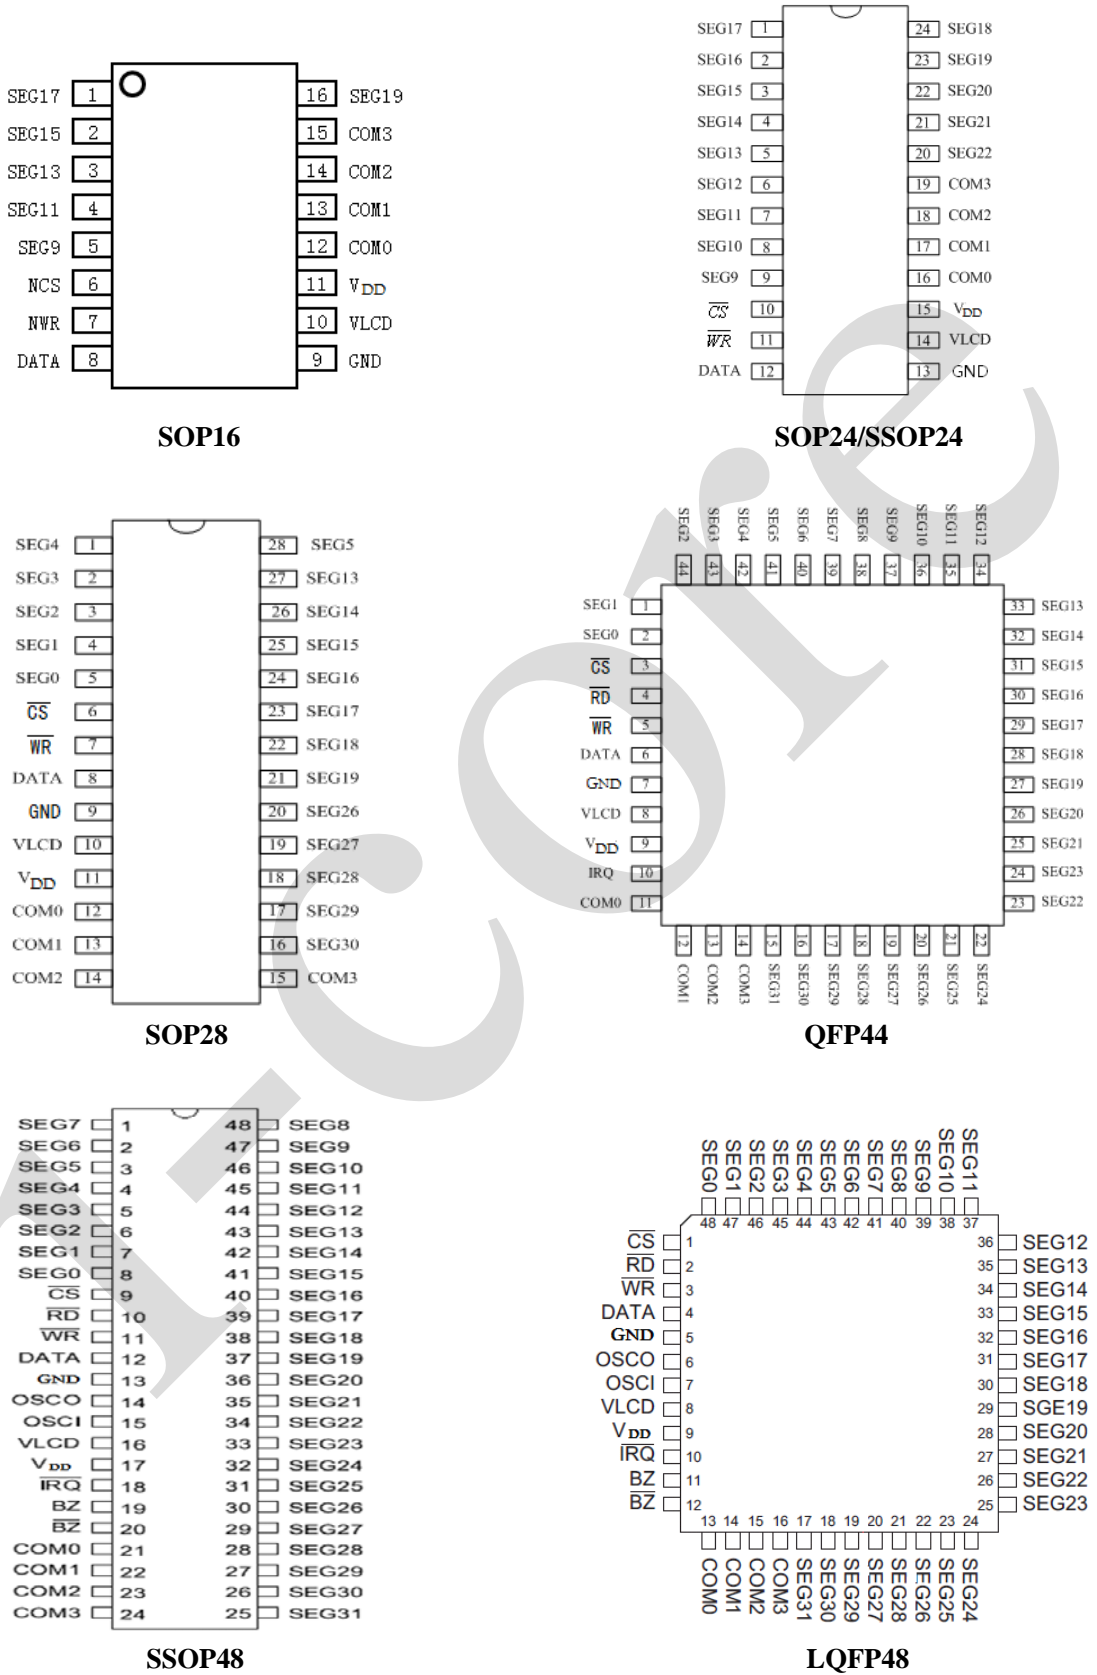 SEG17 1 16 SEG19
SEG15 2 15 COM3
SEG13 3 14 COM2
SEG11 4 13 COM1
SEG9 5 12 COM0
NCS 6 11 VDD
NWR 7 10 VLCD
DATA 8 9 GND
SOP16
SEG17 1 24 SEG18
SEG16 2 23 SEG19
SEG15 3 22 SEG20
SEG14 4 21 SEG21
SEG13 5 20 SEG22
SEG12 6 19 COM3
SEG11 7 18 COM2
SEG10 8 17 COM1
SEG9 9 16 COM0
CS 10 15 VDD
WR 11 14 VLCD
DATA 12 13 GND
SOP24/SSOP24
SEG4 1 28 SEG5
SEG3 2 27 SEG13
SEG2 3 26 SEG14
SEG1 4 25 SEG15
SEG0 5 24 SEG16
CS 6 23 SEG17
WR 7 22 SEG18
DATA 8 21 SEG19
GND 9 20 SEG26
VLCD 10 19 SEG27
VDD 11 18 SEG28
COM0 12 17 SEG29
COM1 13 16 SEG30
COM2 14 15 COM3
SOP28
SEG2 SEG3 SEG4 SEG5 SEG6 SEG7 SEG8 SEG9 SEG10 SEG11 SEG12
44 43 42 41 40 39 38 37 36 35 34
SEG1 1 33 SEG13
SEG0 2 32 SEG14
CS 3 31 SEG15
RD 4 30 SEG16
WR 5 29 SEG17
DATA 6 28 SEG18
GND 7 27 SEG19
VLCD 8 26 SEG20
VDD 9 25 SEG21
IRQ 10 24 SEG23
COM0 11 23 SEG22
12 13 14 15 16 17 18 19 20 21 22
COM1 COM2 COM3 SEG31 SEG30 SEG29 SEG28 SEG27 SEG26 SEG25 SEG24
QFP44
SEG7 1 48 SEG8
SEG6 2 47 SEG9
SEG5 3 46 SEG10
SEG4 4 45 SEG11
SEG3 5 44 SEG12
SEG2 6 43 SEG13
SEG1 7 42 SEG14
SEG0 8 41 SEG15
CS 9 40 SEG16
RD 10 39 SEG17
WR 11 38 SEG18
DATA 12 37 SEG19
GND 13 36 SEG20
OSCO 14 35 SEG21
OSCI 15 34 SEG22
VLCD 16 33 SEG23
VDD 17 32 SEG24
IRQ 18 31 SEG25
BZ 19 30 SEG26
BZ 20 29 SEG27
COM0 21 28 SEG28
COM1 22 27 SEG29
COM2 23 26 SEG30
COM3 24 25 SEG31
SSOP48
SEG0 SEG1 SEG2 SEG3 SEG4 SEG5 SEG6 SEG7 SEG8 SEG9 SEG10 SEG11
48 47 46 45 44 43 42 41 40 39 38 37
CS 1 36 SEG12
RD 2 35 SEG13
WR 3 34 SEG14
DATA 4 33 SEG15
GND 5 32 SEG16
OSCO 6 31 SEG17
OSCI 7 30 SEG18
VLCD 8 29 SGE19
VDD 9 28 SEG20
IRQ 10 27 SEG21
BZ 11 26 SEG22
BZ 12 25 SEG23
13 14 15 16 17 18 19 20 21 22 23 24
COM0 COM1 COM2 COM3 SEG31 SEG30 SEG29 SEG27 SEG28 SEG26 SEG25 SEG24
LQFP48